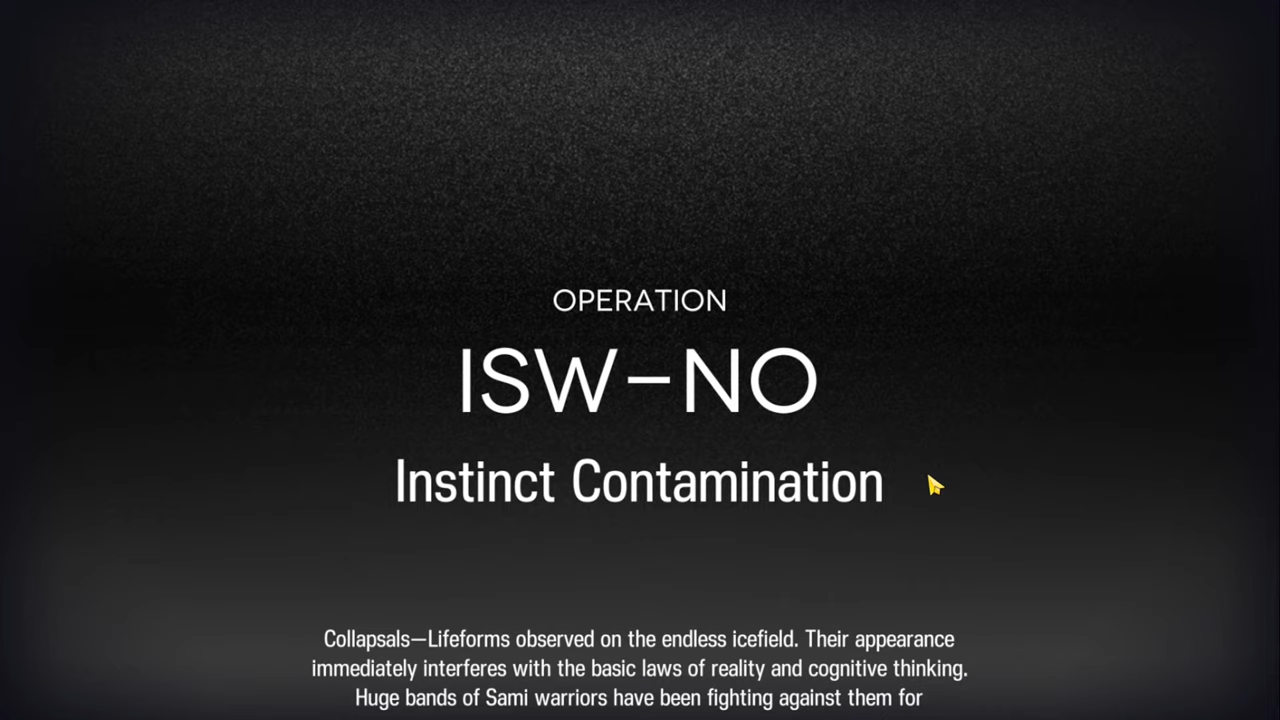 OPERATION
ISW-NO
Instinct Contamination
Collapsals—Lifeforms observed on the endless icefield. Their appearance
immediately interferes with the basic laws of reality and cognitive thinking.
Huge bands of Sami warriors have been fighting against them for